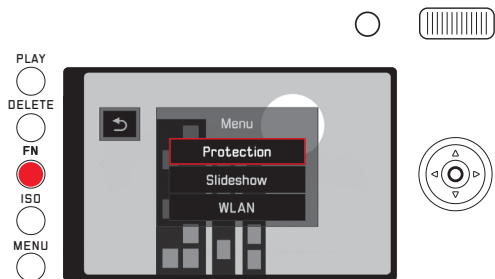 PLAY
DELETE
FN
ISO
MENU
Menu
Protection
Slideshow
WLAN